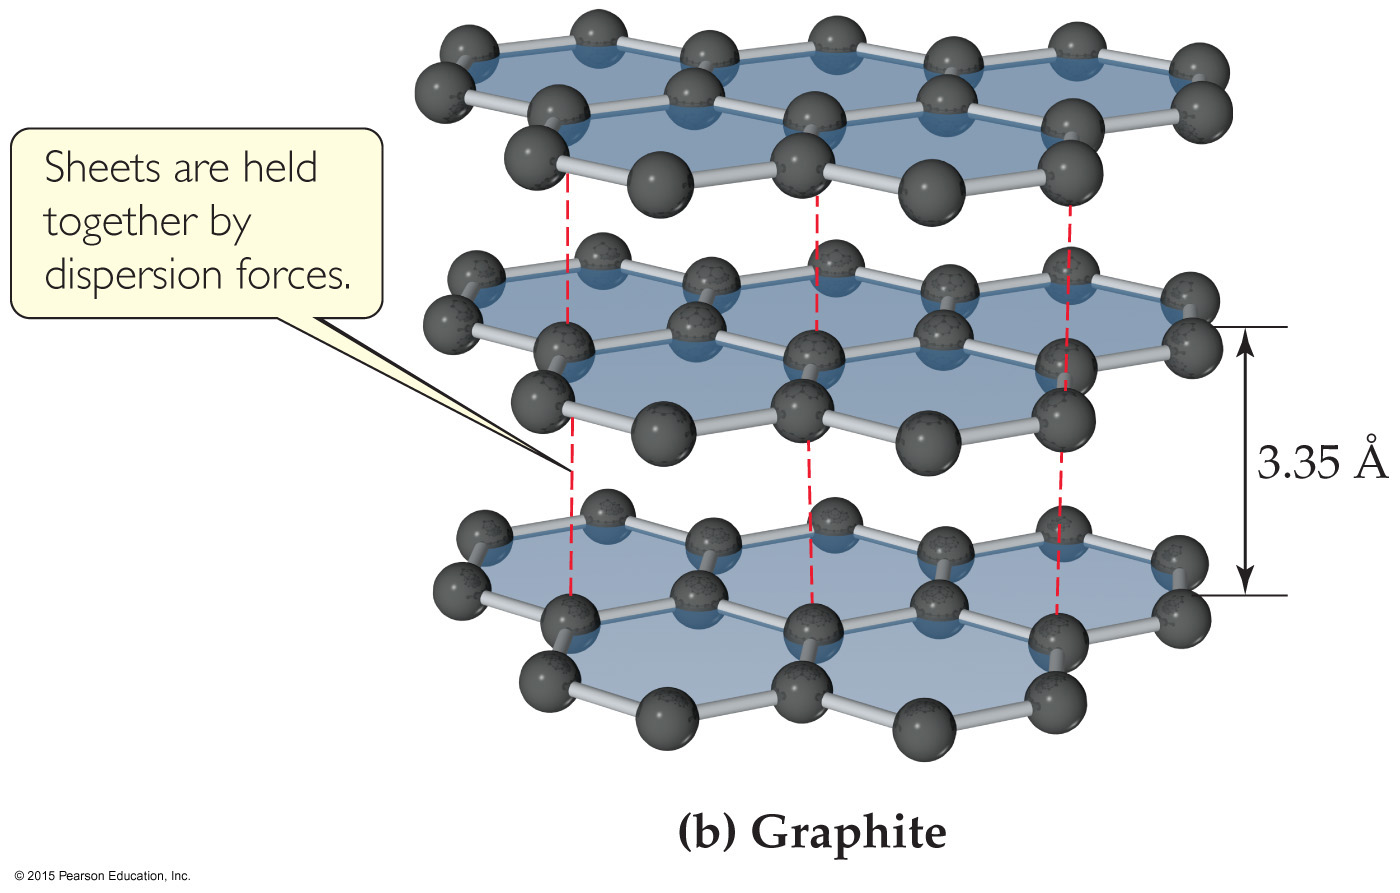 Sheets are held
together by
dispersion forces.
3.35 Å
(b) Graphite
© 2015 Pearson Education, Inc.